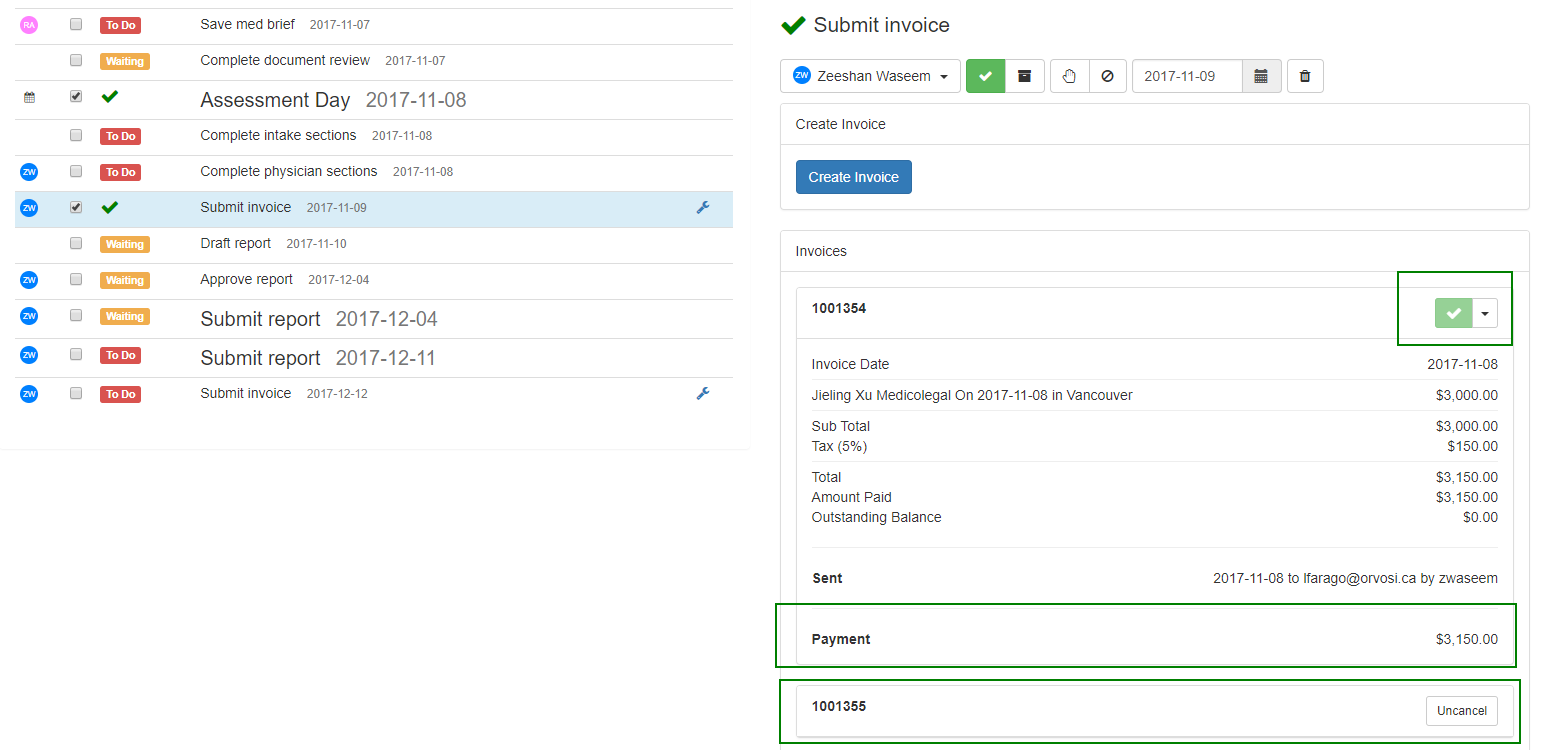 RA To Do Save med brief 2017-11-07
Waiting Complete document review 2017-11-07
Assessment Day 2017-11-08
To Do Complete intake sections 2017-11-08
ZW To Do Complete physician sections 2017-11-08
ZW Submit invoice 2017-11-09
Waiting Draft report 2017-11-10
ZW Waiting Approve report 2017-12-04
ZW Waiting Submit report 2017-12-04
ZW To Do Submit report 2017-12-11
ZW To Do Submit invoice 2017-12-12
Submit invoice
ZW Zeeshan Waseem 2017-11-09
Create Invoice
Create Invoice
Invoices
1001354
Invoice Date 2017-11-08
Jieling Xu Medicolegal On 2017-11-08 in Vancouver $3,000.00
Sub Total $3,000.00
Tax (5%) $150.00
Total $3,150.00
Amount Paid $3,150.00
Outstanding Balance $0.00
Sent 2017-11-08 to lfarago@orvosi.ca by zwaseem
Payment $3,150.00
1001355 Uncancel